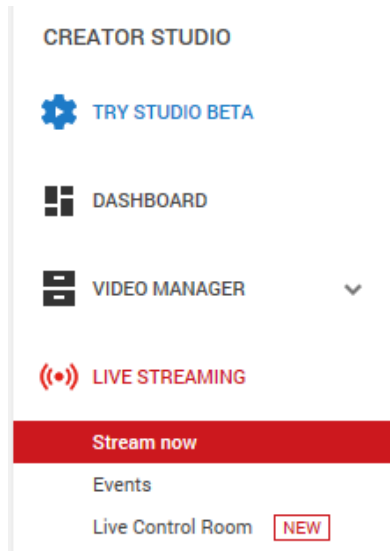 CREATOR STUDIO
TRY STUDIO BETA
DASHBOARD
VIDEO MANAGER
LIVE STREAMING
Stream now
Events
Live Control Room NEW